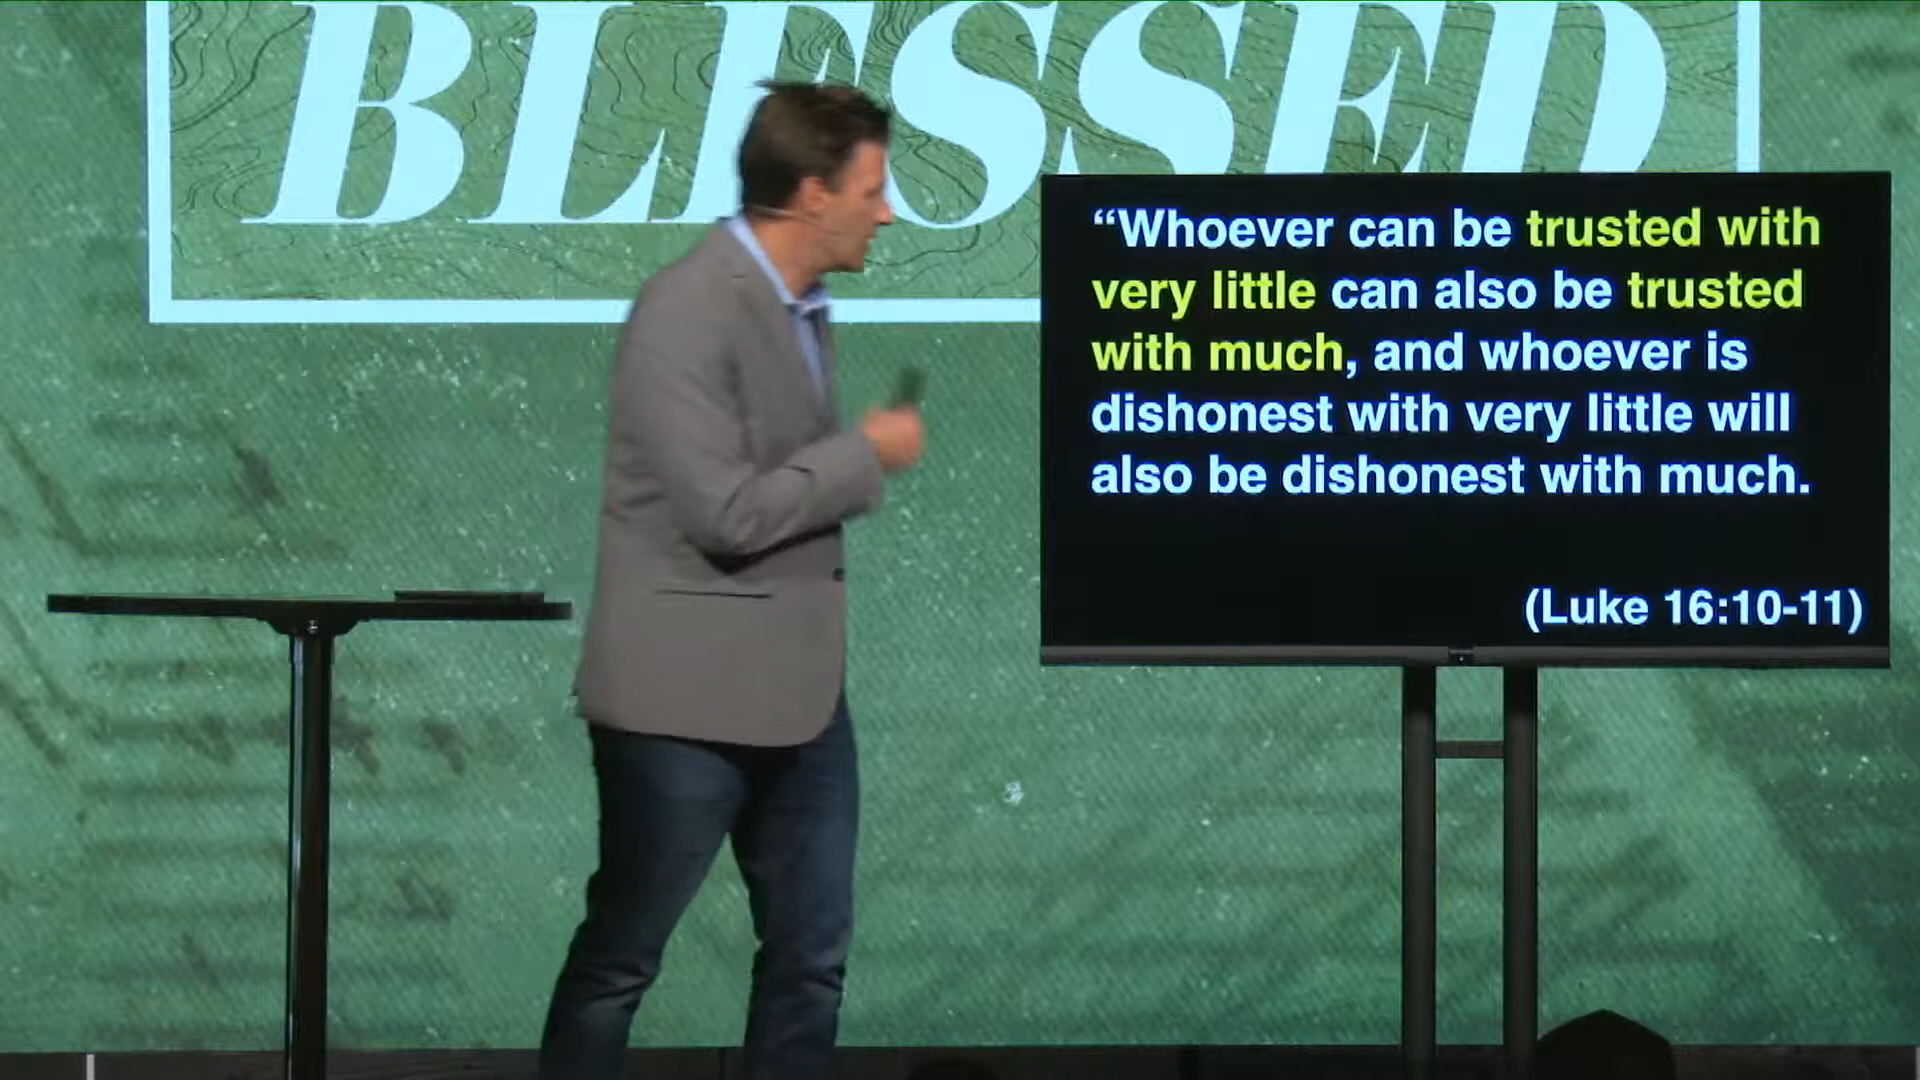 BLESSED
“Whoever can be trusted with
very little can also be trusted
with much, and whoever is
dishonest with very little will
also be dishonest with much.
(Luke 16:10-11)